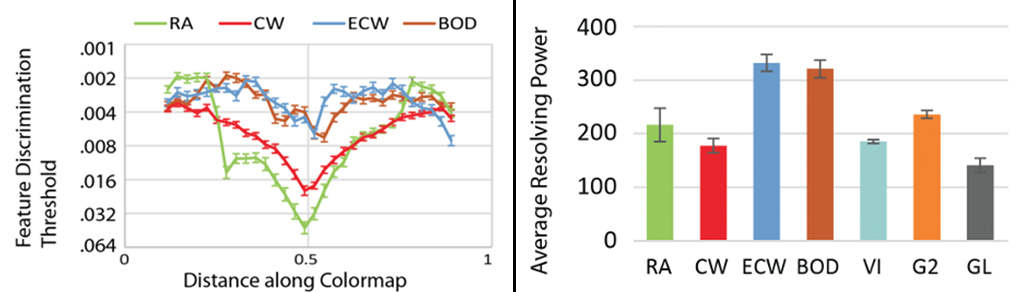 RA CW ECW BOD
Feature Discrimination
Threshold
.001
.002
.004
.008
.016
.032
.064
0 0.5 1
Distance along Colormap
Average Resolving Power
400
300
200
100
0
RA CW ECW BOD VI G2 GL